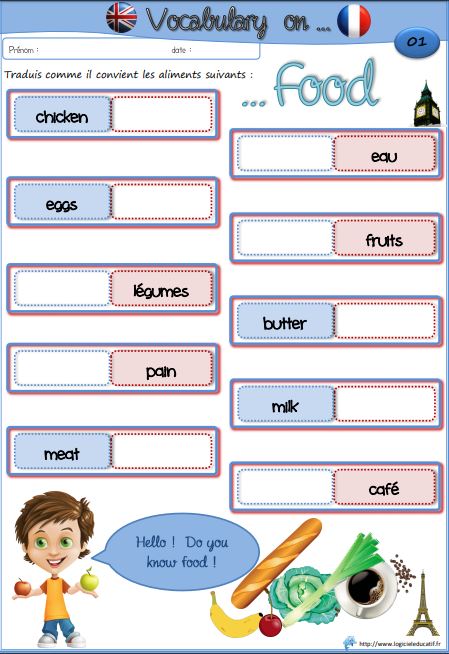 Vocabulary on ...
01
Prénom : date :
Traduis comme il convient les aliments suivants :
... Food
chicken
eau
eggs
fruits
légumes
butter
pain
milk
meat
café
Hello ! Do you
know food !
http://www.logicieleducatif.fr